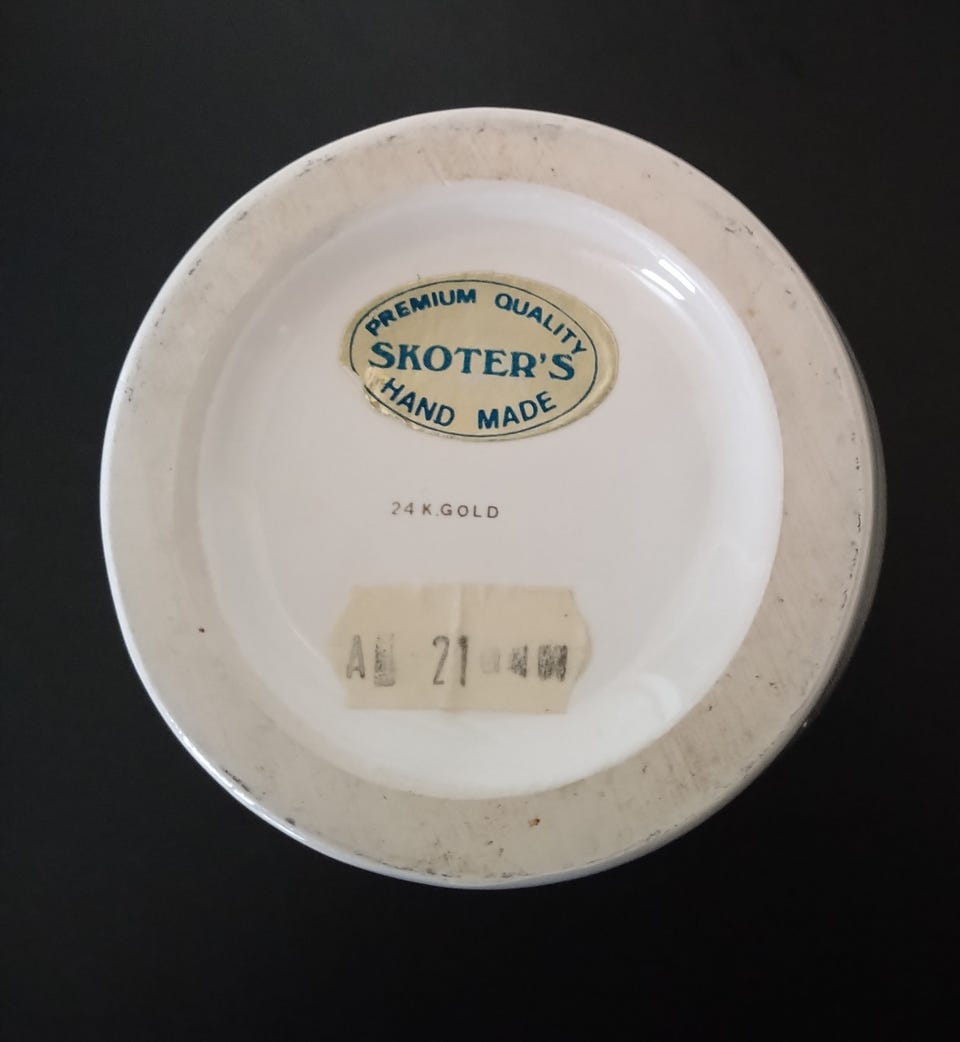 PREMIUM QUALITY
SKOTER'S
HAND MADE
24 K.GOLD
21